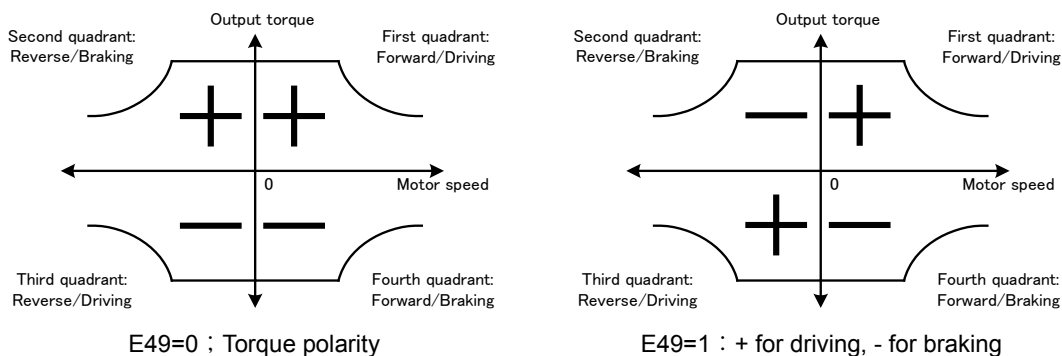 Output torque
Second quadrant:
Reverse/Braking
First quadrant:
Forward/Driving
0
Motor speed
Third quadrant:
Reverse/Driving
Fourth quadrant:
Forward/Braking
E49=0 ; Torque polarity
Output torque
Second quadrant:
Reverse/Braking
First quadrant:
Forward/Driving
0
Motor speed
Third quadrant:
Reverse/Driving
Fourth quadrant:
Forward/Braking
E49=1 : + for driving, - for braking